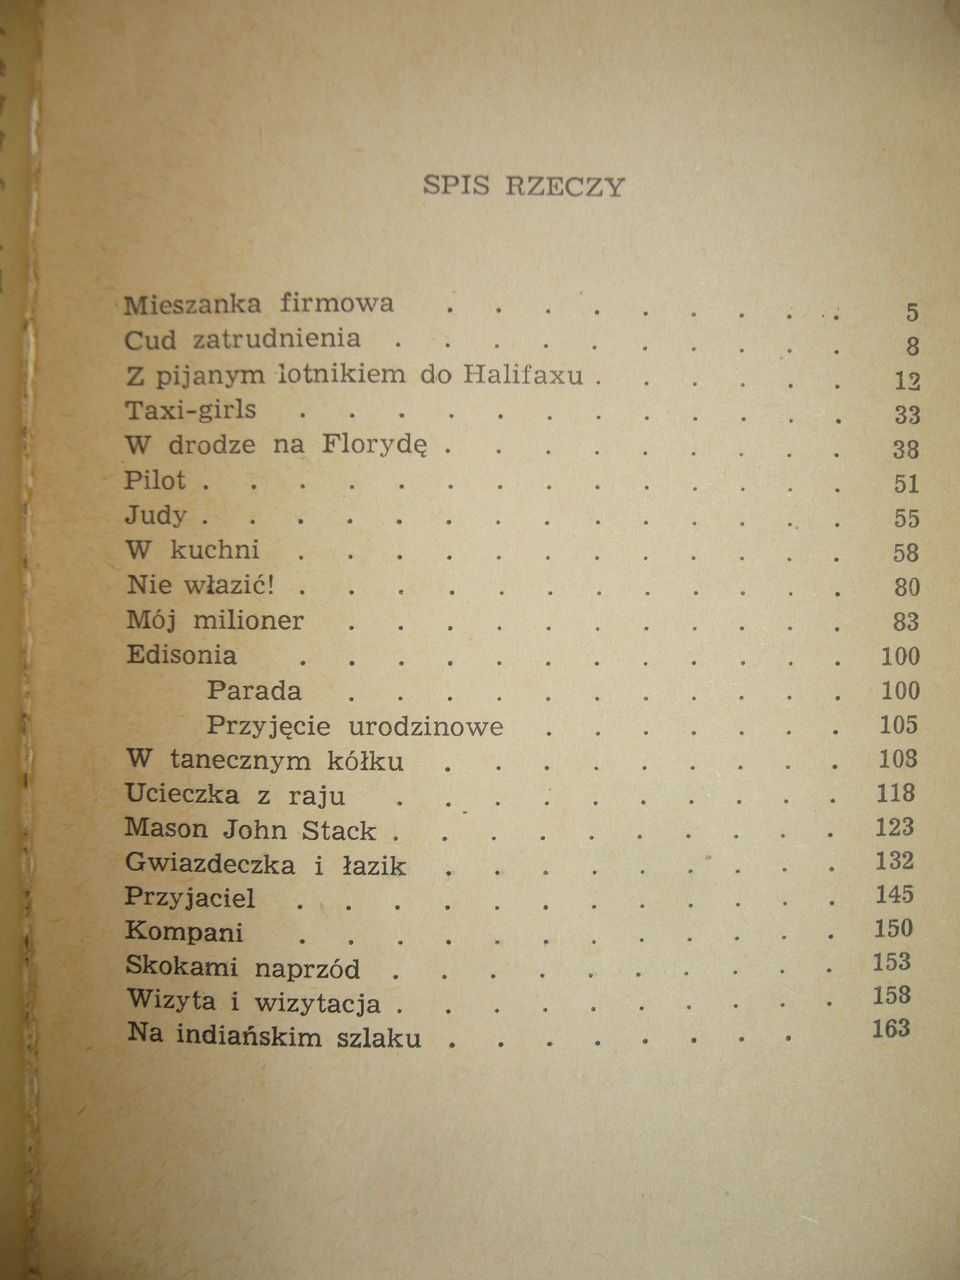 SPIS RZECZY
Mieszanka firmowa . . . . . . . . . 5
Cud zatrudnienia . . . . . . . . . . 8
Z pijanym lotnikiem do Halifaxu . . . . . . 12
Taxi-girls . . . . . . . . . . . . 33
W drodze na Florydę . . . . . . . . . 38
Pilot . . . . . . . . . . . . . . 51
Judy . . . . . . . . . . . . . . 55
W kuchni . . . . . . . . . . . . 58
Nie włazić! . . . . . . . . . . . . 80
Mój milioner . . . . . . . . . . . 83
Edisonia . . . . . . . . . . . . 100
Parada . . . . . . . . . . . 100
Przyjęcie urodzinowe . . . . . . . 105
W tanecznym kółku . . . . . . . . . 108
Ucieczka z raju . . . . . . . . . . 118
Mason John Stack . . . . . . . . . . 123
Gwiazdeczka i łazik . . . . . . . . . 132
Przyjaciel . . . . . . . . . . . . 145
Kompani . . . . . . . . . . . . 150
Skokami naprzód . . . . . . . . . . 153
Wizyta i wizytacja . . . . . . . . . . 158
Na indiańskim szlaku . . . . . . . . 163